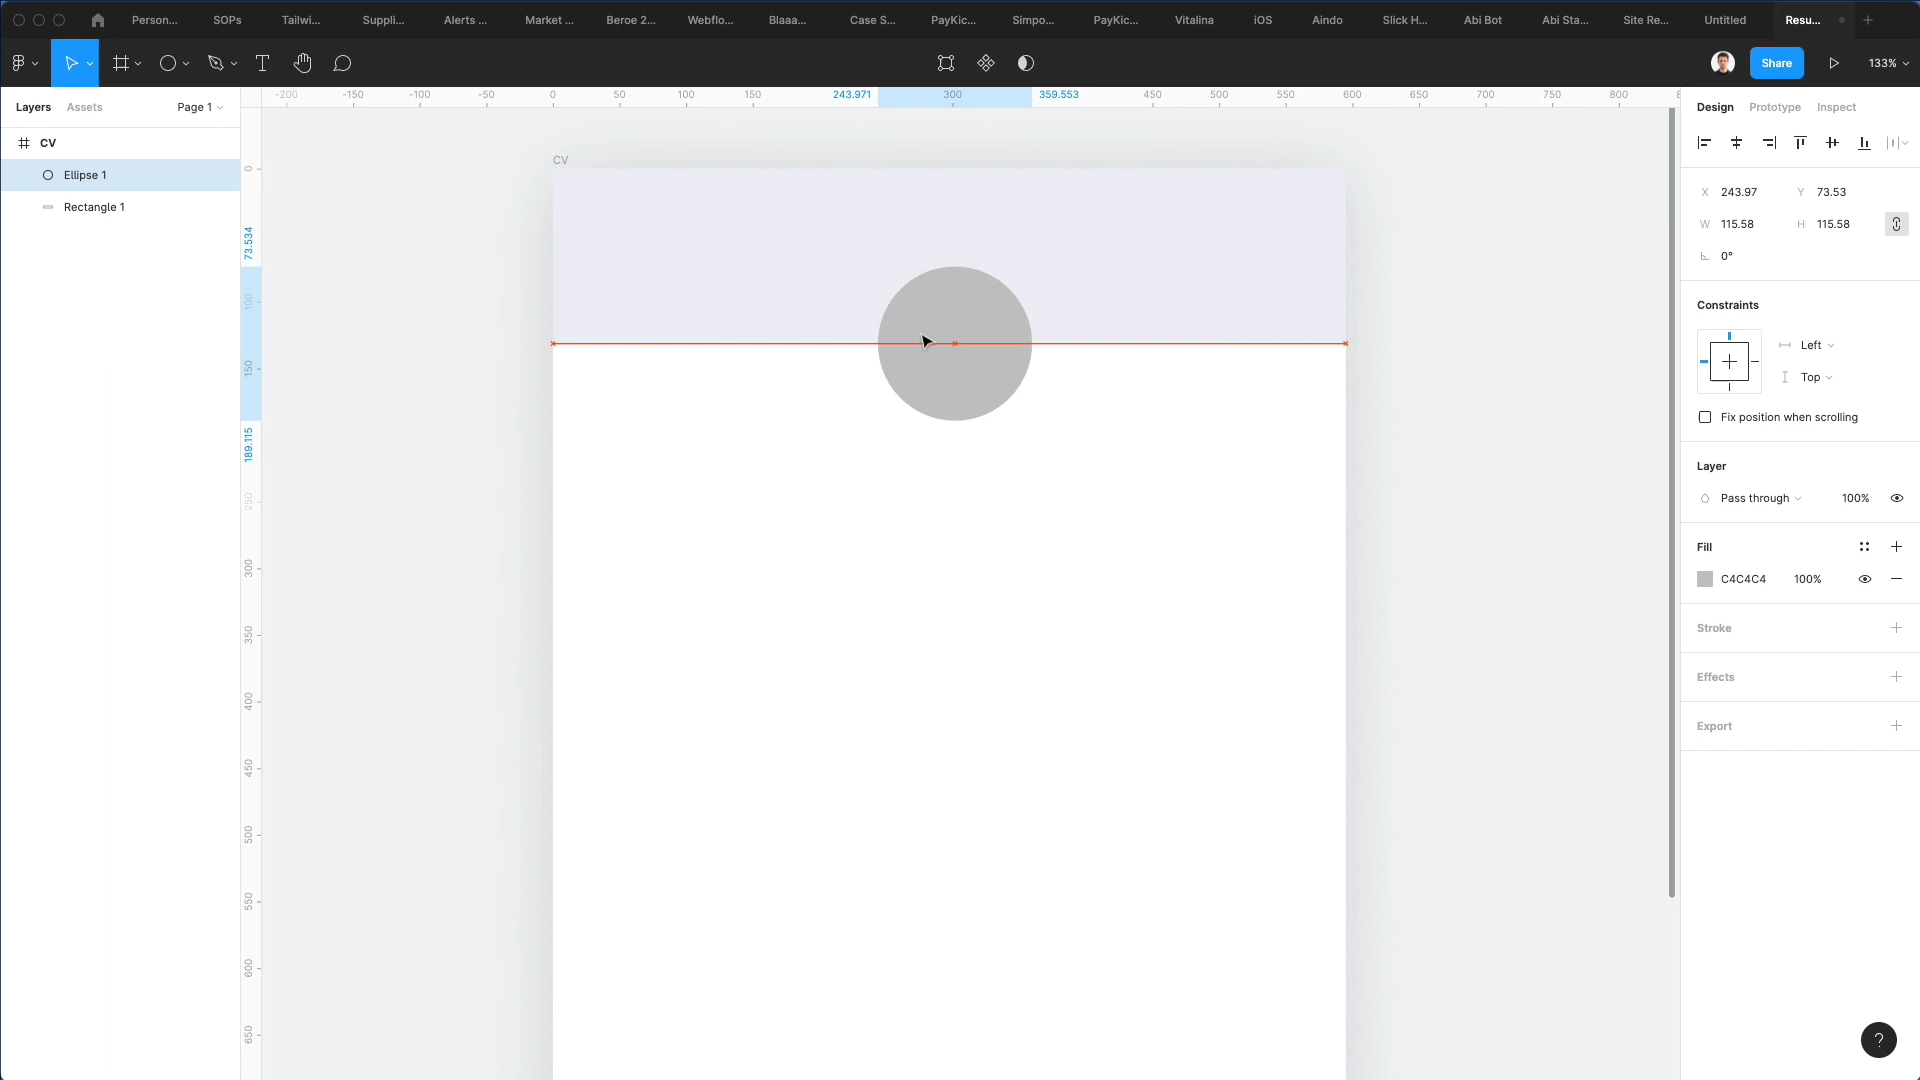 Person... SOPs Tailwi... Suppli... Alerts ... Market ... Beroe 2... Webflo... Blaaa... Case S... PayKic... Simpo... PayKic... Vitalina iOS Aindo Slick H... Abi Bot Abi Sta... Site Re... Untitled Resu...
Share 133%
Layers Assets Page 1
-200 -150 -100 -50 0 50 100 150 243.971 300 359.553 450 500 550 600 650 700 750 800
Design Prototype Inspect
CV
Ellipse 1
Rectangle 1
CV
0
73.534
100
150
189.115
250
300
350
400
450
500
550
600
650
X 243.97 Y 73.53
W 115.58 H 115.58
0°
Constraints
Left
Top
Fix position when scrolling
Layer
Pass through 100%
Fill
C4C4C4 100%
Stroke
Effects
Export
?